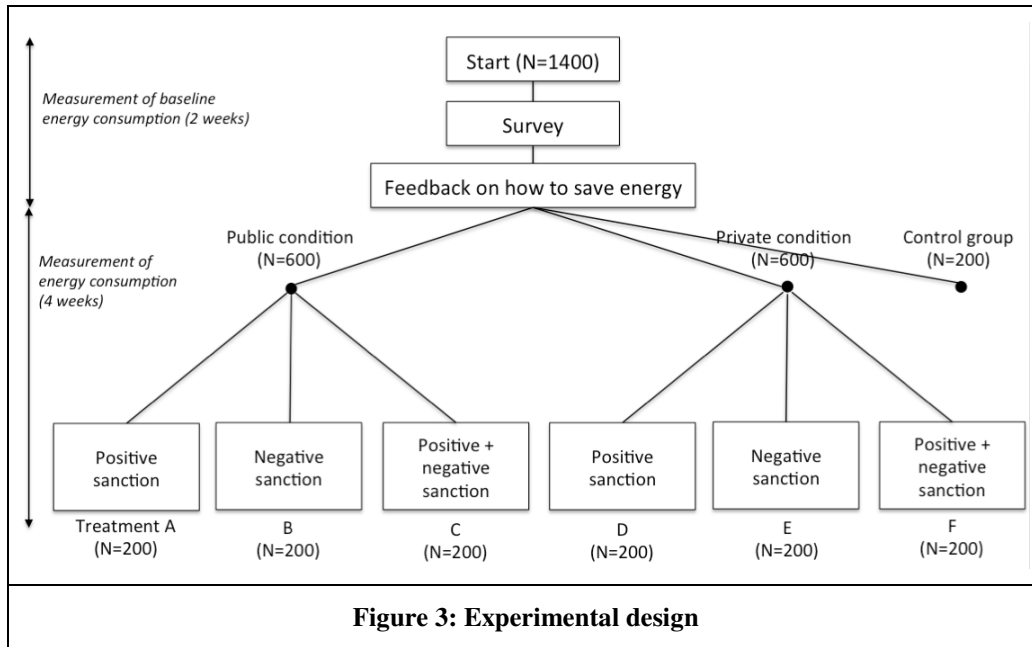 Start (N=1400)
Measurement of baseline
energy consumption (2 weeks)
Survey
Feedback on how to save energy
Public condition
(N=600)
Private condition
(N=600)
Control group
(N=200)
Measurement of
energy consumption
(4 weeks)
Positive
sanction
Negative
sanction
Positive +
negative
sanction
Positive
sanction
Negative
sanction
Positive +
negative
sanction
Treatment A
(N=200)
B
(N=200)
C
(N=200)
D
(N=200)
E
(N=200)
F
(N=200)
Figure 3: Experimental design